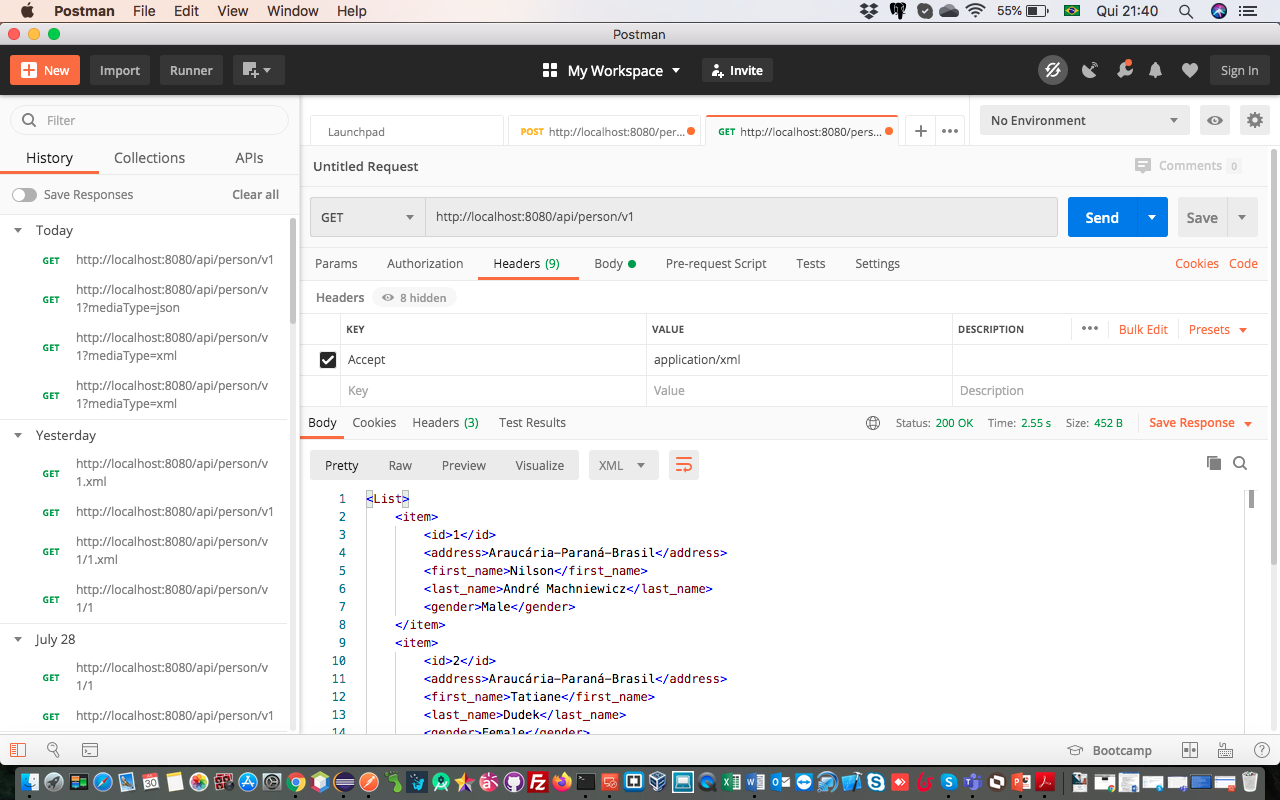 Postman File Edit View Window Help 55% Qui 21:40
Postman
New Import Runner My Workspace Invite Sign In
Filter
History Collections APIs
Save Responses Clear all
Today
GET http://localhost:8080/api/person/v1
GET http://localhost:8080/api/person/v
1?mediaType=json
GET http://localhost:8080/api/person/v
1?mediaType=xml
GET http://localhost:8080/api/person/v
1?mediaType=xml
Yesterday
GET http://localhost:8080/api/person/v
1.xml
GET http://localhost:8080/api/person/v1
GET http://localhost:8080/api/person/v
1/1.xml
GET http://localhost:8080/api/person/v
1/1
July 28
GET http://localhost:8080/api/person/v
1/1
GET http://localhost:8080/api/person/v1
Launchpad POST http://localhost:8080/per... GET http://localhost:8080/pers... No Environment
Untitled Request Comments 0
GET http://localhost:8080/api/person/v1 Send Save
Params Authorization Headers (9) Body Pre-request Script Tests Settings Cookies Code
Headers 8 hidden
KEY VALUE DESCRIPTION Bulk Edit Presets
Accept application/xml
Key Value Description
Body Cookies Headers (3) Test Results Status: 200 OK Time: 2.55 s Size: 452 B Save Response
Pretty Raw Preview Visualize XML
1 <List>
2 <item>
3 <id>1</id>
4 <address>Araucária-Paraná-Brasil</address>
5 <first_name>Nilson</first_name>
6 <last_name>André Machniewicz</last_name>
7 <gender>Male</gender>
8 </item>
9 <item>
10 <id>2</id>
11 <address>Araucária-Paraná-Brasil</address>
12 <first_name>Tatiane</first_name>
13 <last_name>Dudek</last_name>
14 <gender>Female</gender>
Bootcamp
30 Fz